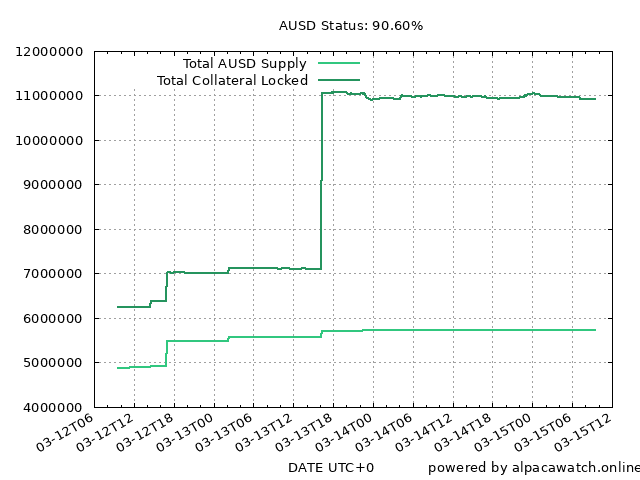 AUSD Status: 90.60%
12000000
11000000
10000000
9000000
8000000
7000000
6000000
5000000
4000000
Total AUSD Supply
Total Collateral Locked
03-12T06
03-12T12
03-12T18
03-13T00
03-13T06
03-13T12
03-13T18
03-14T00
03-14T06
03-14T12
03-14T18
03-15T00
03-15T06
03-15T12
DATE UTC+0
powered by alpacawatch.online